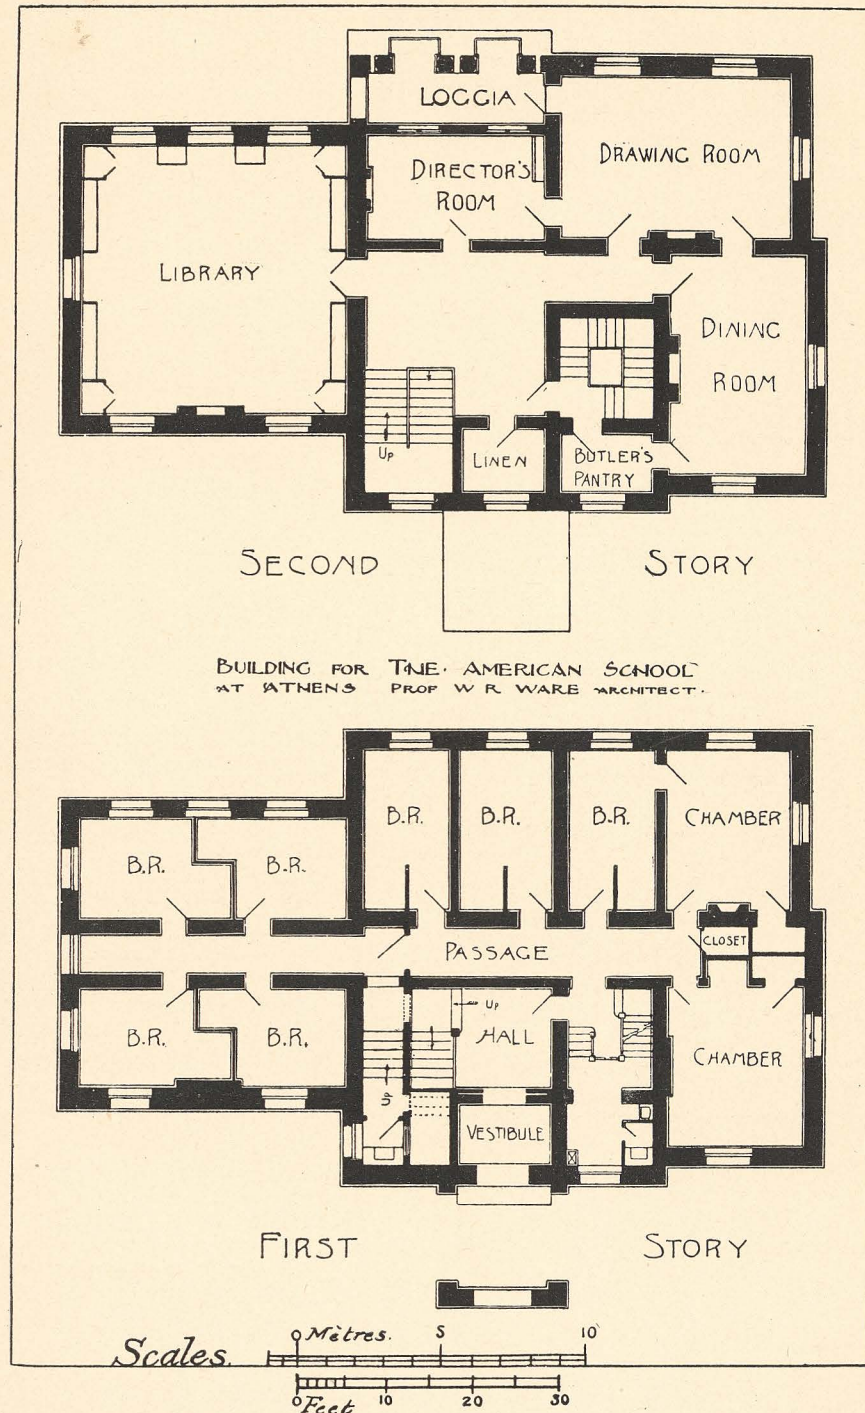 LOGGIA
DIRECTOR'S
ROOM
DRAWING ROOM
LIBRARY
DINING
ROOM
UP
LINEN
BUTLER'S
PANTRY
SECOND STORY
BUILDING FOR THE AMERICAN SCHOOL
AT ATHENS PROF W R WARE ARCHITECT.
B.R.
B.R.
B.R.
CHAMBER
B.R.
B.R.
PASSAGE
CLOSET
UP
B.R.
B.R.
HALL
CHAMBER
UP
VESTIBULE
FIRST STORY
Scales.
0 Mètres. 5 10
0 10 20 30
Feet